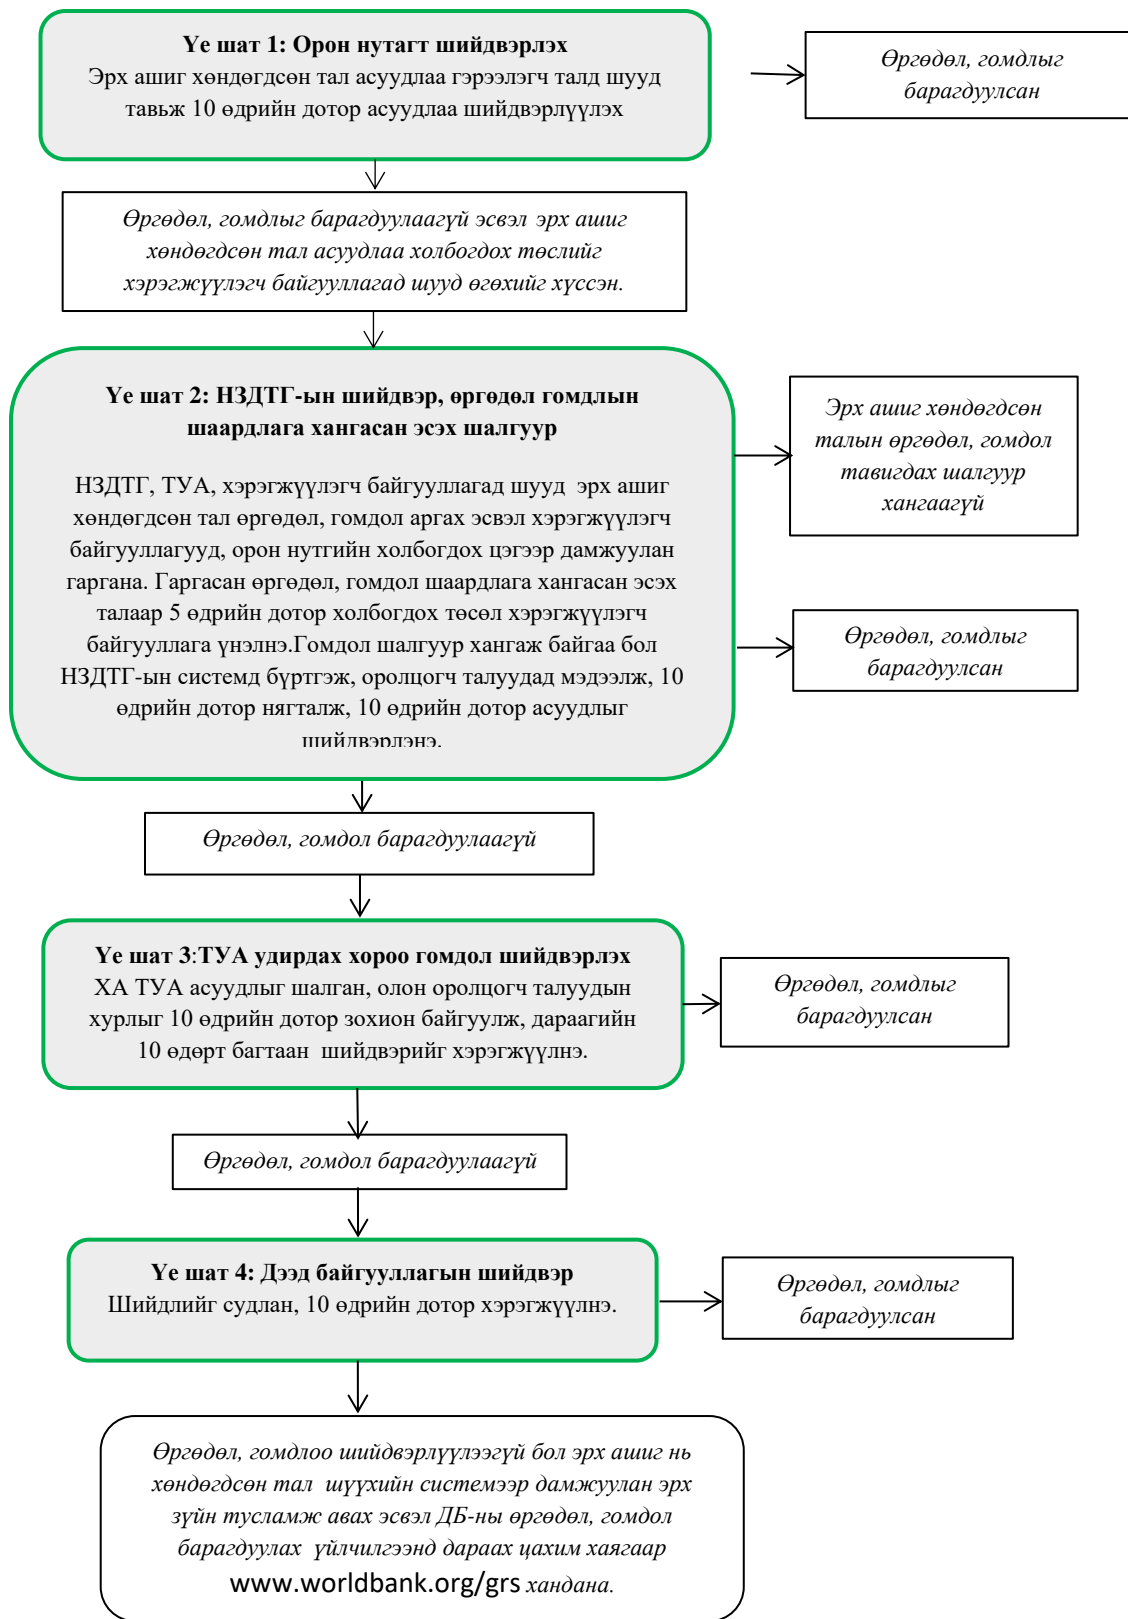 Үе шат 1: Орон нутагт шийдвэрлэх
Эрх ашиг хөндөгдсөн тал асуудлаа гэрээлэгч талд шууд
тавьж 10 өдрийн дотор асуудлаа шийдвэрлүүлэх
Өргөдөл, гомдлыг
барагдуулсан
Өргөдөл, гомдлыг барагдуулаагүй эсвэл эрх ашиг
хөндөгдсөн тал асуудлаа холбогдох төслийг
хэрэгжүүлэгч байгууллагад шууд өгөхийг хүссэн.
Үе шат 2: НЗДТГ-ын шийдвэр, өргөдөл гомдлын
шаардлага хангасан эсэх шалгуур
НЗДТГ, ТУА, хэрэгжүүлэгч байгууллагад шууд эрх ашиг
хөндөгдсөн тал өргөдөл, гомдол аргах эсвэл хэрэгжүүлэгч
байгууллагууд, орон нутгийн холбогдох цэгээр дамжуулан
гаргана. Гаргасан өргөдөл, гомдол шаардлага хангасан эсэх
талаар 5 өдрийн дотор холбогдох төсөл хэрэгжүүлэгч
байгууллага үнэлнэ.Гомдол шалгуур хангаж байгаа бол
НЗДТГ-ын системд бүртгэж, оролцогч талуудад мэдээлж, 10
өдрийн дотор нягталж, 10 өдрийн дотор асуудлыг
шийдвэрлэнэ.
Эрх ашиг хөндөгдсөн
талын өргөдөл, гомдол
тавигдах шалгуур
хангаагүй
Өргөдөл, гомдлыг
барагдуулсан
Өргөдөл, гомдол барагдуулаагүй
Үе шат 3:ТУА удирдах хороо гомдол шийдвэрлэх
ХА ТУА асуудлыг шалган, олон оролцогч талуудын
хурлыг 10 өдрийн дотор зохион байгуулж, дараагийн
10 өдөрт багтаан шийдвэрийг хэрэгжүүлнэ.
Өргөдөл, гомдлыг
барагдуулсан
Өргөдөл, гомдол барагдуулаагүй
Үе шат 4: Дээд байгууллагын шийдвэр
Шийдлийг судлан, 10 өдрийн дотор хэрэгжүүлнэ.
Өргөдөл, гомдлыг
барагдуулсан
Өргөдөл, гомдлоо шийдвэрлүүлээгүй бол эрх ашиг нь
хөндөгдсөн тал шүүхийн системээр дамжуулан эрх
зүйн тусламж авах эсвэл ДБ-ны өргөдөл, гомдол
барагдуулах үйлчилгээнд дараах цахим хаягаар
www.worldbank.org/grs хандана.